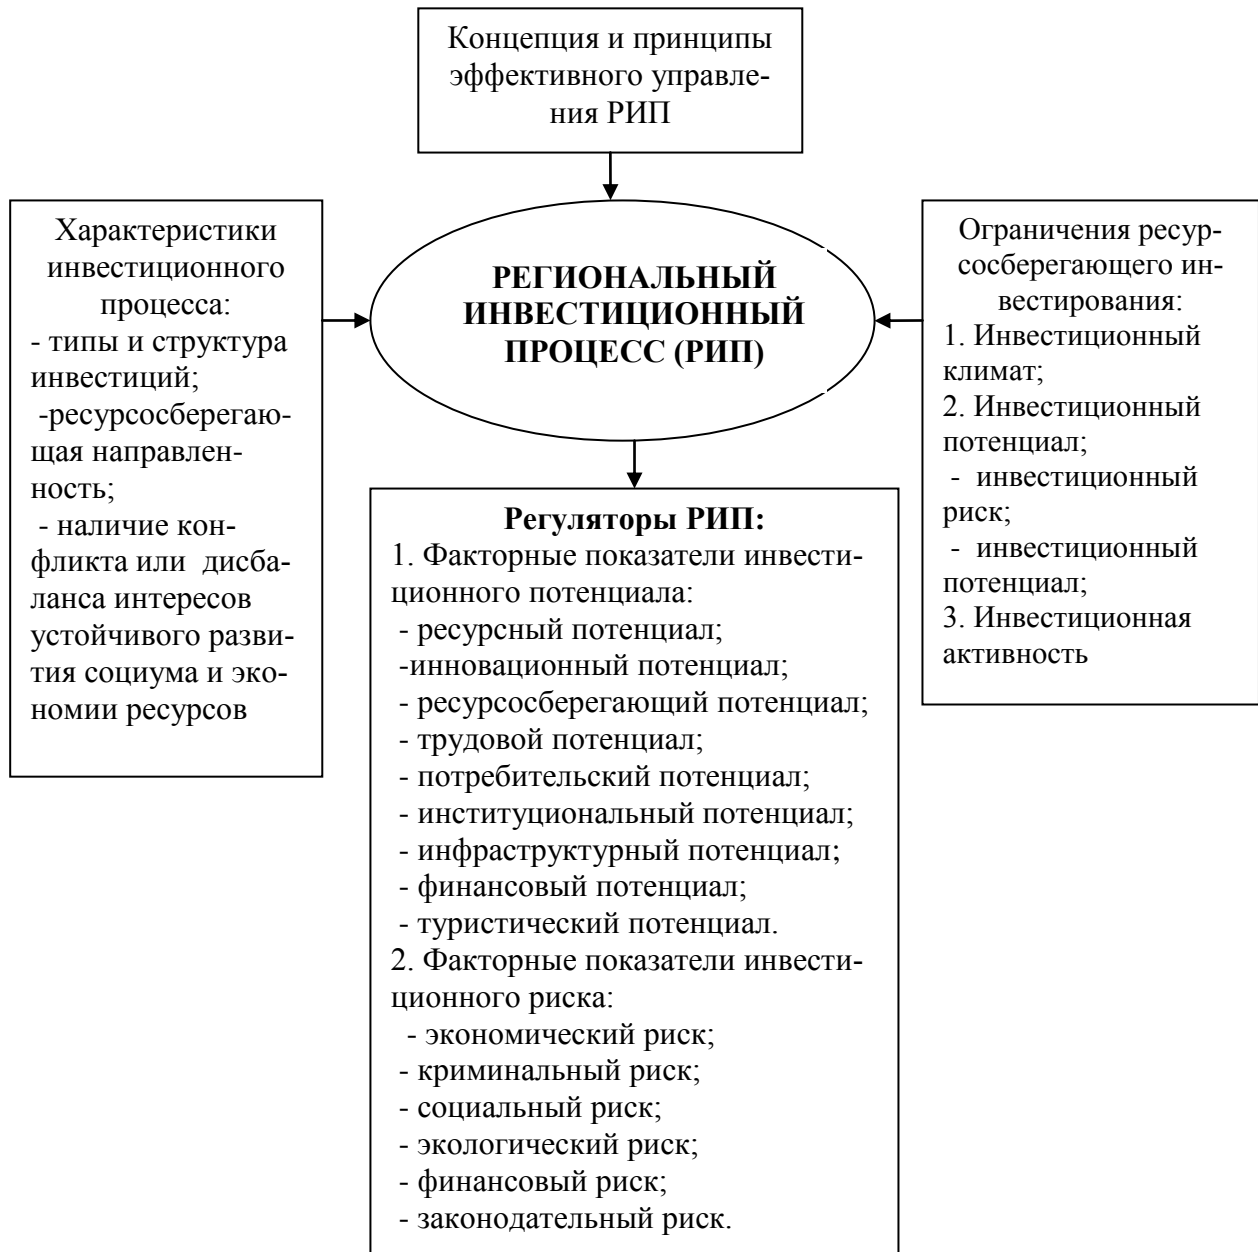 Концепция и принципы
эффективного управле-
ния РИП
Характеристики
инвестиционного
процесса:
- типы и структура
инвестиций;
-ресурсосберегаю-
щая направлен-
ность;
- наличие кон-
фликта или дисба-
ланса интересов
устойчивого разви-
тия социума и эко-
номии ресурсов
РЕГИОНАЛЬНЫЙ
ИНВЕСТИЦИОННЫЙ
ПРОЦЕСС (РИП)
Ограничения ресур-
сосберегающего ин-
вестирования:
1. Инвестиционный
климат;
2. Инвестиционный
потенциал;
- инвестиционный
риск;
- инвестиционный
потенциал;
3. Инвестиционная
активность
Регуляторы РИП:
1. Факторные показатели инвести-
ционного потенциала:
- ресурсный потенциал;
-инновационный потенциал;
- ресурсосберегающий потенциал;
- трудовой потенциал;
- потребительский потенциал;
- институциональный потенциал;
- инфраструктурный потенциал;
- финансовый потенциал;
- туристический потенциал.
2. Факторные показатели инвести-
ционного риска:
- экономический риск;
- криминальный риск;
- социальный риск;
- экологический риск;
- финансовый риск;
- законодательный риск.